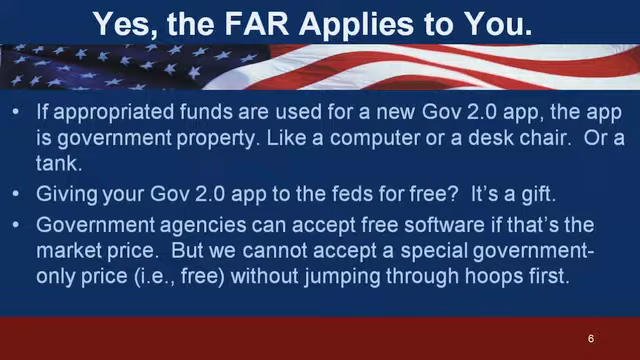 Yes, the FAR Applies to You.
• If appropriated funds are used for a new Gov 2.0 app, the app
is government property. Like a computer or a desk chair.  Or a
tank.
• Giving your Gov 2.0 app to the feds for free?  It's a gift.
• Government agencies can accept free software if that's the
market price.  But we cannot accept a special government-
only price (i.e., free) without jumping through hoops first.
6